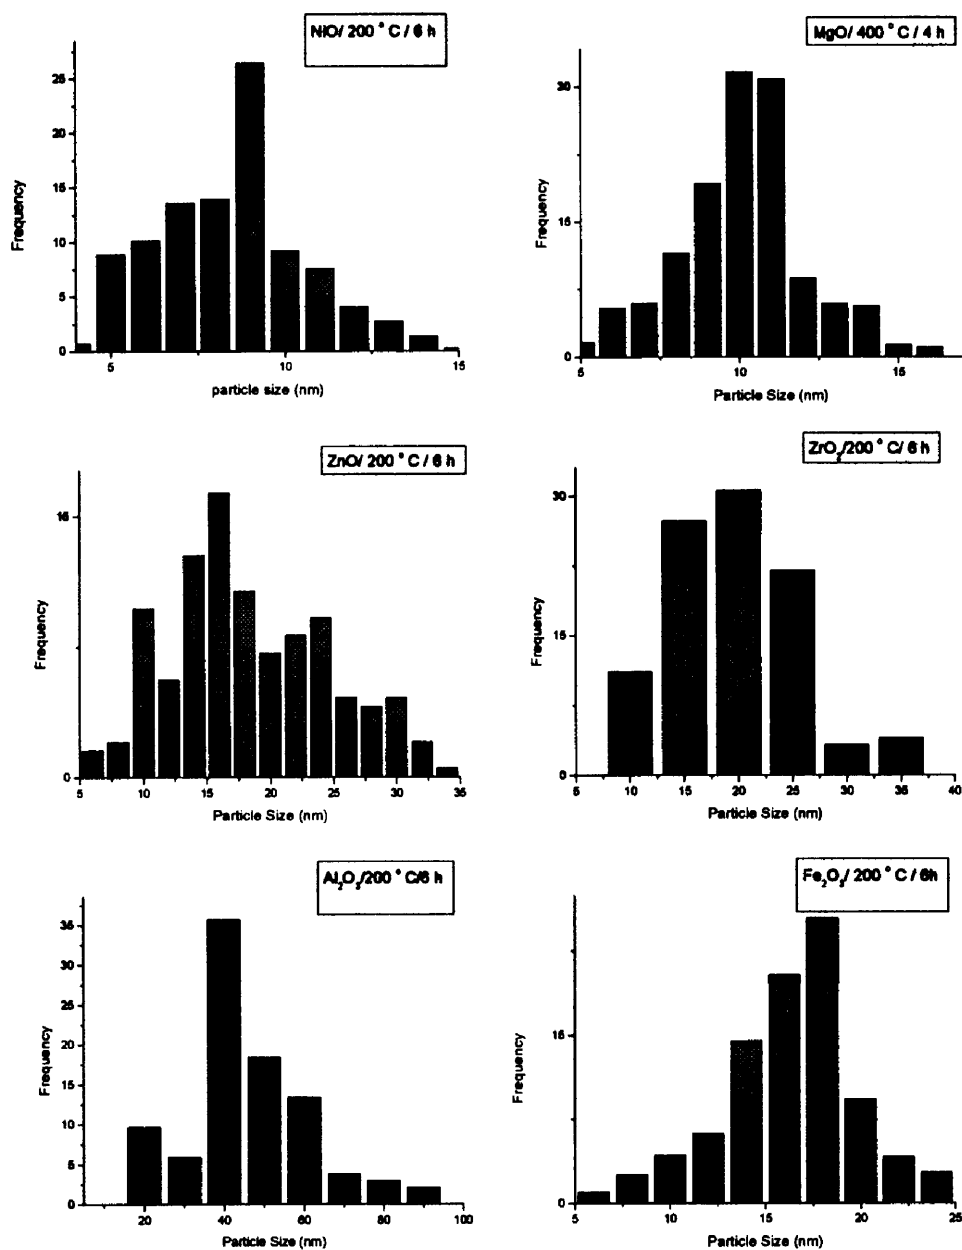 NiO/ 200 ° C / 6 h
25
20
15
10
5
0
Frequency
5 10 15
particle size (nm)
MgO/ 400 ° C / 4 h
30
15
0
Frequency
5 10 15
Particle Size (nm)
ZnO/ 200 ° C / 6 h
15
0
Frequency
5 10 15 20 25 30 35
Particle Size (nm)
ZrO₂/200 ° C/ 6 h
30
15
0
Frequency
10 15 20 25 30 35 40
Particle Size (nm)
Al₂O₃/200 ° C/6 h
35
30
25
20
15
10
5
0
Frequency
20 40 60 80 100
Particle Size (nm)
Fe₂O₃/ 200 ° C / 6h
15
0
Frequency
5 10 15 20 25
Particle Size (nm)